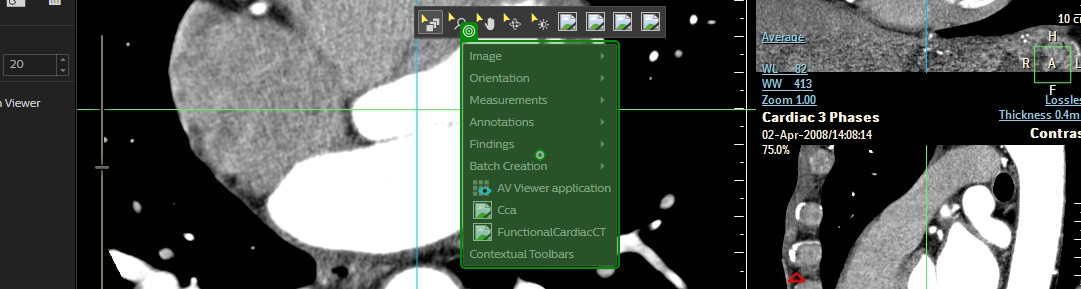 20
n Viewer
Image
Orientation
Measurements
Annotations
Findings
Batch Creation
AV Viewer application
Cca
FunctionalCardiacCT
Contextual Toolbars
10 c
Average
H
R A L
F
WL 82
WW 413
Zoom 1.00
Lossles
Thickness 0.4m
Cardiac 3 Phases
Contras
02-Apr-2008/14:08:14
75.0%